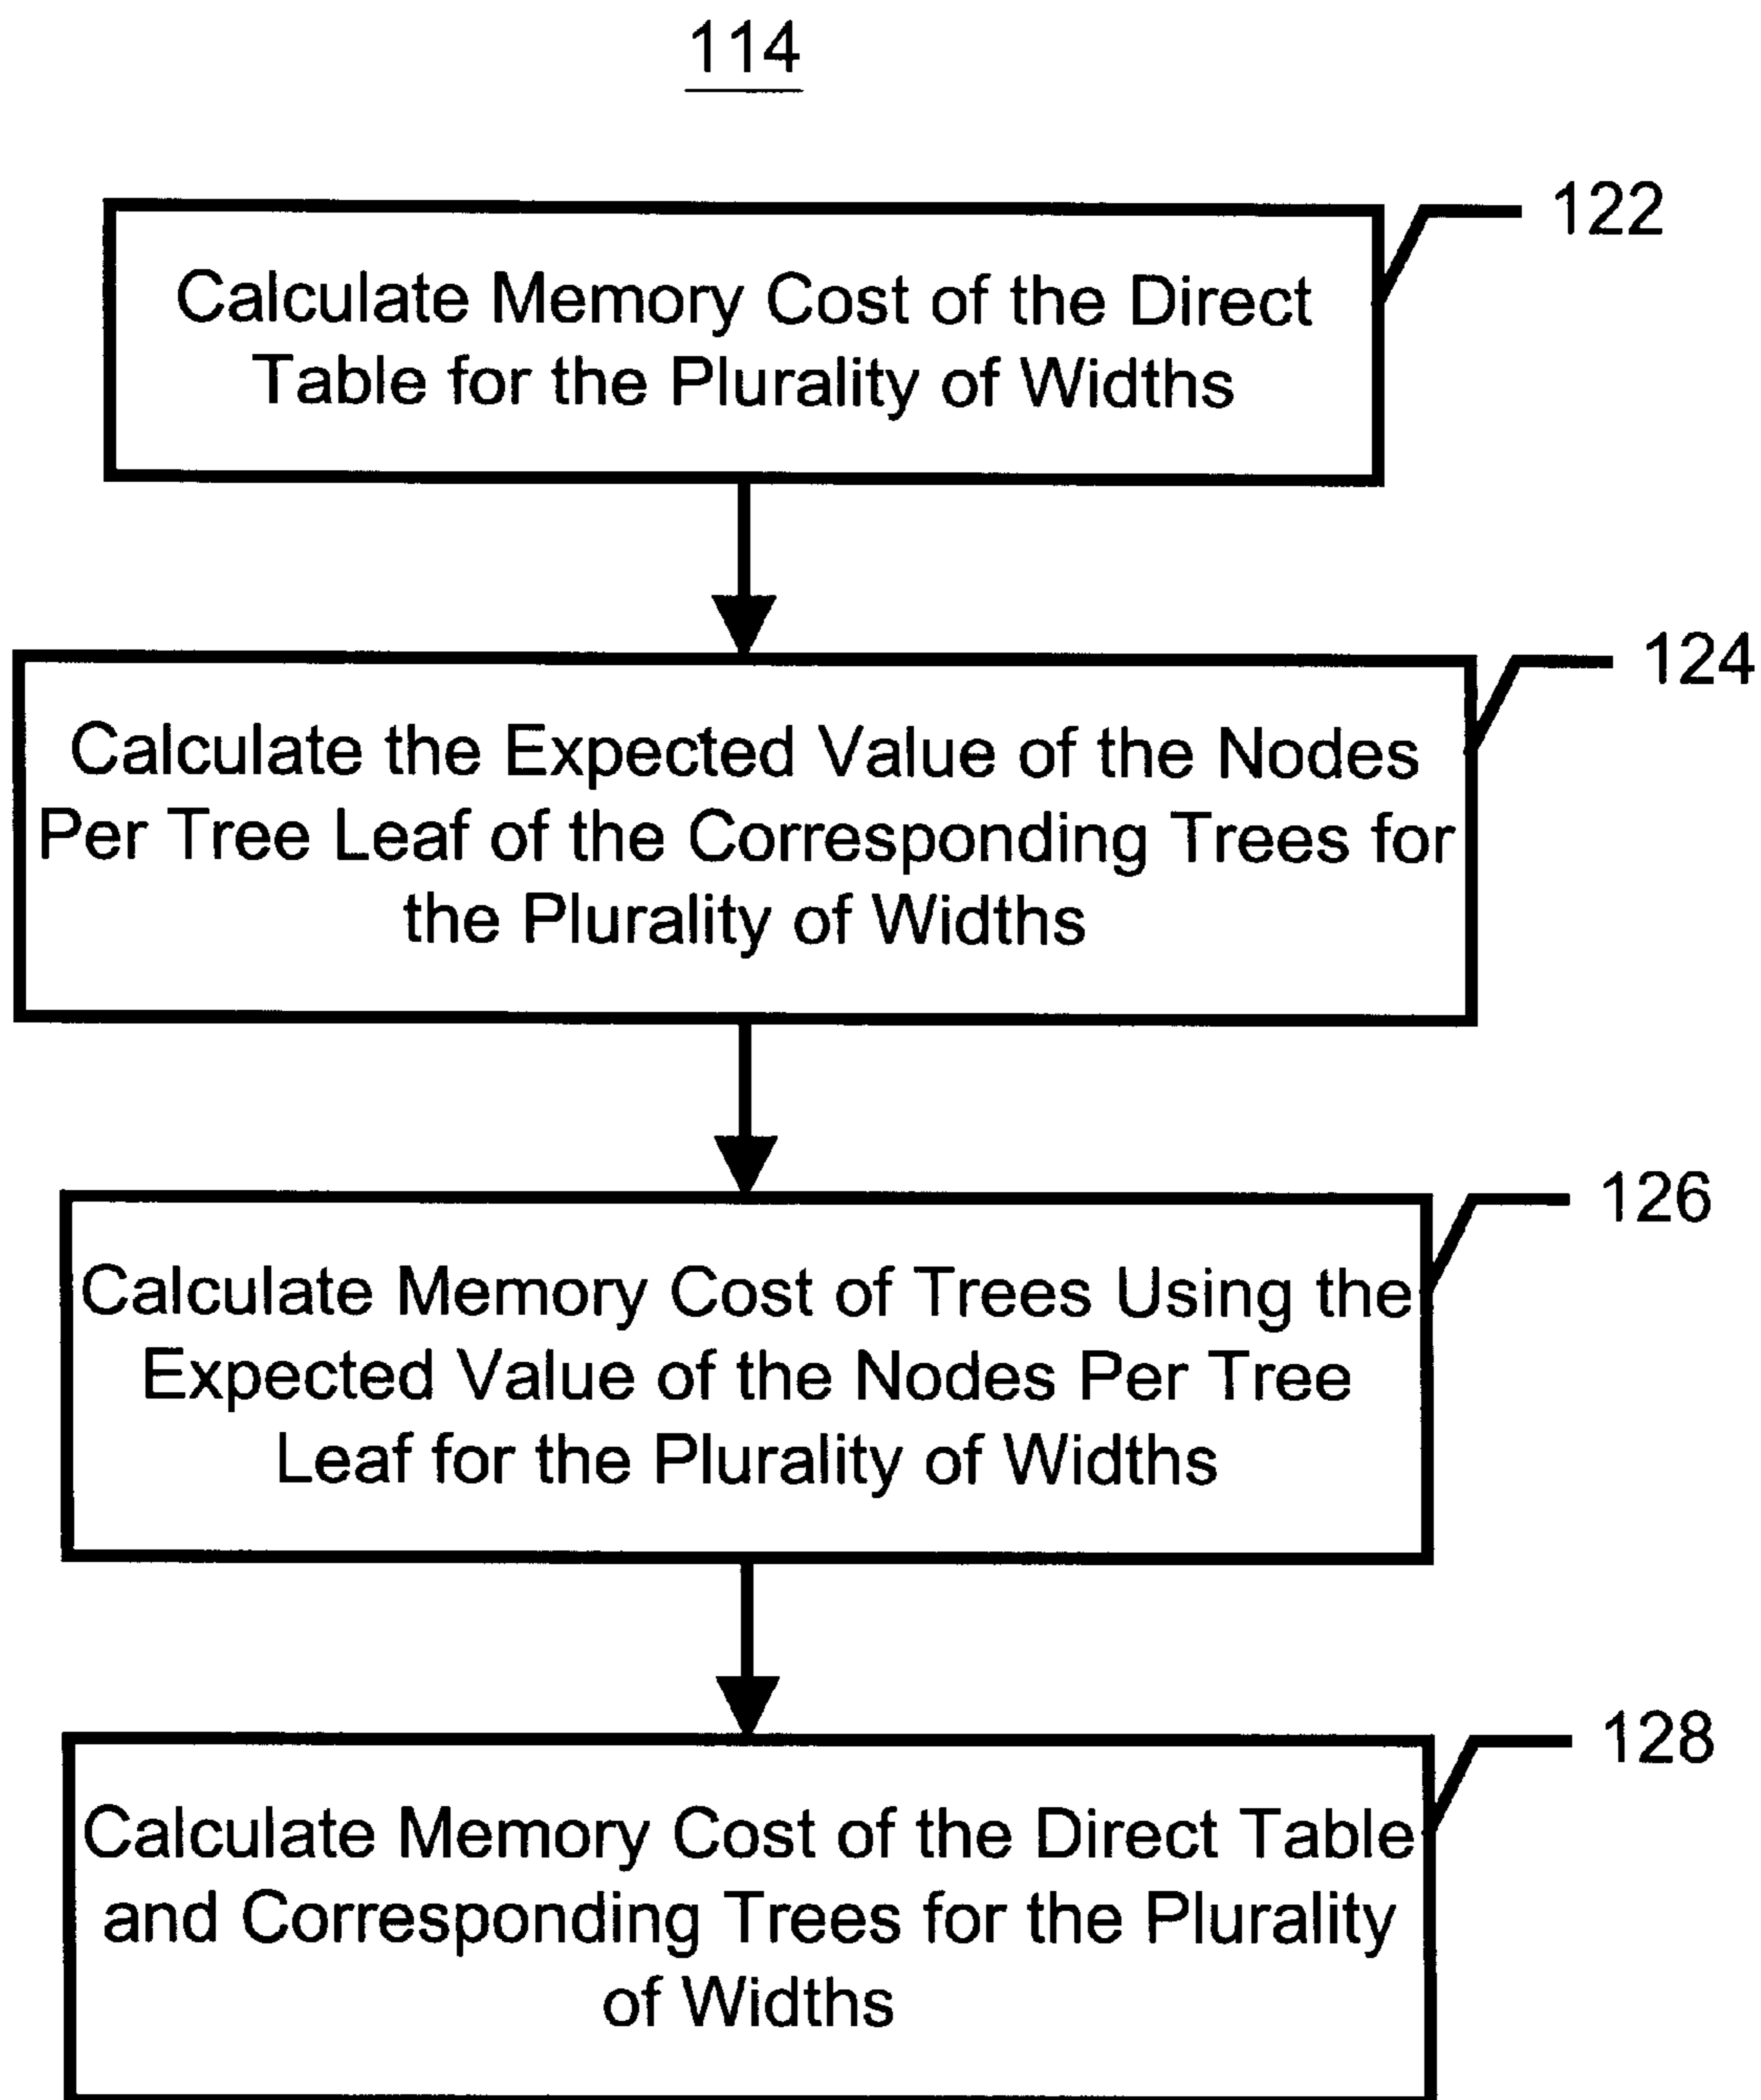 114
122
Calculate Memory Cost of the Direct
Table for the Plurality of Widths
124
Calculate the Expected Value of the Nodes
Per Tree Leaf of the Corresponding Trees for
the Plurality of Widths
126
Calculate Memory Cost of Trees Using the
Expected Value of the Nodes Per Tree
Leaf for the Plurality of Widths
128
Calculate Memory Cost of the Direct Table
and Corresponding Trees for the Plurality
of Widths